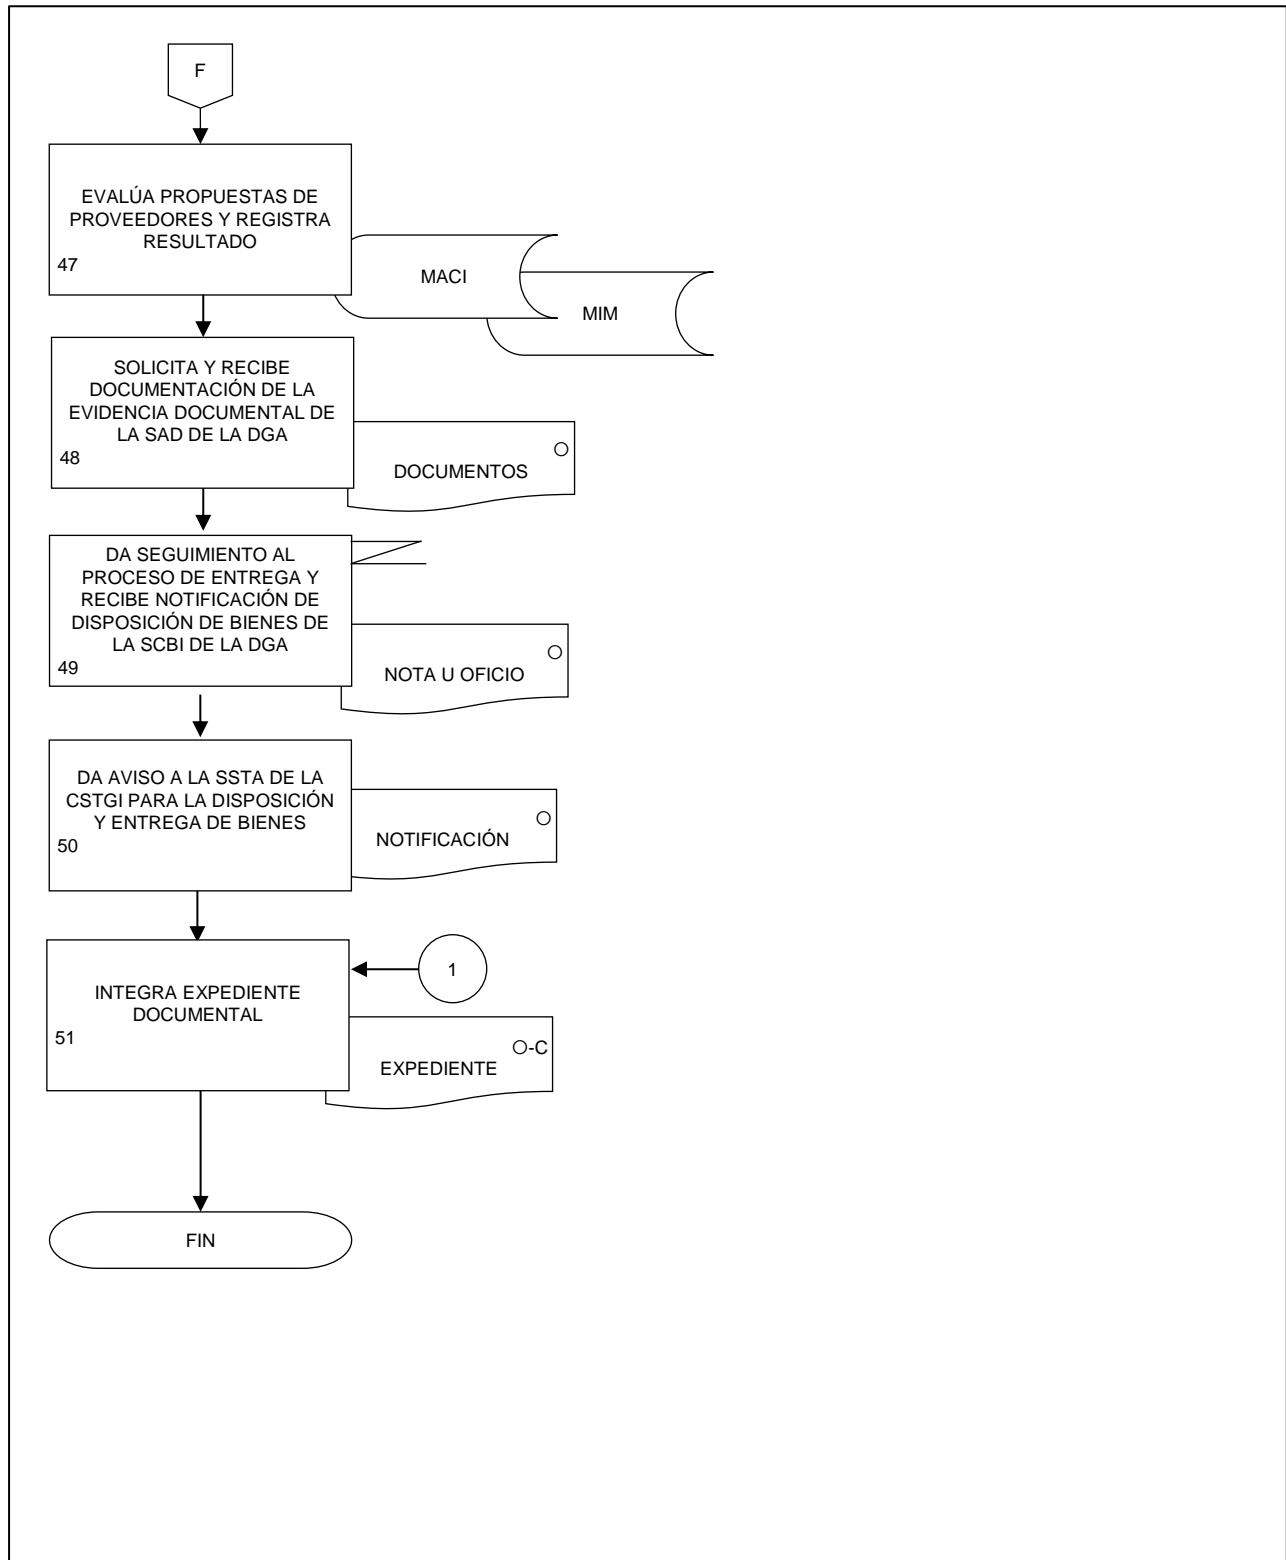 F
EVALÚA PROPUESTAS DE
PROVEEDORES Y REGISTRA
RESULTADO
47
MACI
MIM
SOLICITA Y RECIBE
DOCUMENTACIÓN DE LA
EVIDENCIA DOCUMENTAL DE
LA SAD DE LA DGA
48
DOCUMENTOS
DA SEGUIMIENTO AL
PROCESO DE ENTREGA Y
RECIBE NOTIFICACIÓN DE
DISPOSICIÓN DE BIENES DE
LA SCBI DE LA DGA
49
NOTA U OFICIO
DA AVISO A LA SSTA DE LA
CSTGI PARA LA DISPOSICIÓN
Y ENTREGA DE BIENES
50
NOTIFICACIÓN
1
INTEGRA EXPEDIENTE
DOCUMENTAL
51
O-C
EXPEDIENTE
FIN